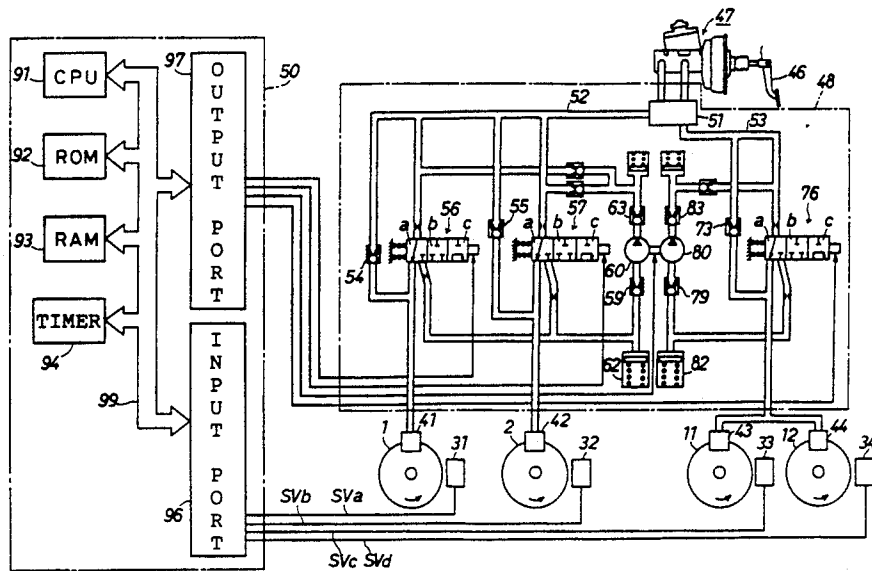 91
CPU
97
OUTPUT PORT
50
92
ROM
93
RAM
TIMER
94
99
INPUT PORT
96
47
46
48
51
52
53
54
a
b
56
c
55
a
b
57
c
63
83
60
80
59
79
62
82
73
a
b
76
c
1
41
31
2
42
32
11
43
33
12
44
34
SVa
SVb
SVc
SVd